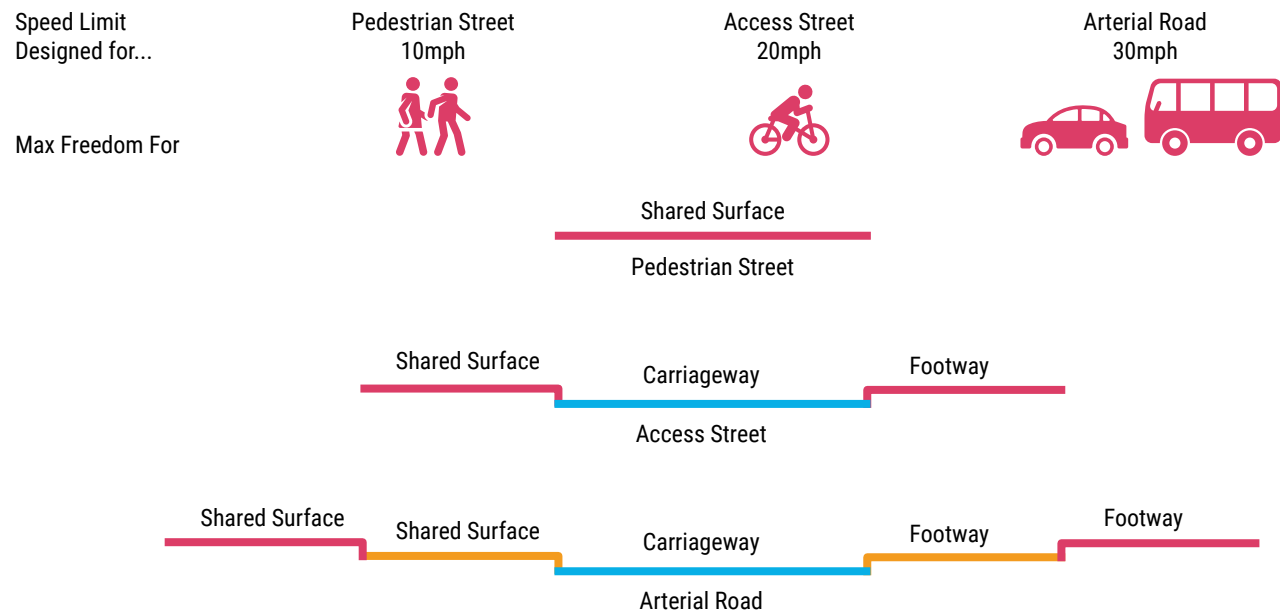 Speed Limit
Designed for...
Pedestrian Street
10mph
Access Street
20mph
Arterial Road
30mph
Max Freedom For
Shared Surface
Pedestrian Street
Shared Surface
Carriageway
Footway
Access Street
Shared Surface
Shared Surface
Carriageway
Footway
Footway
Arterial Road